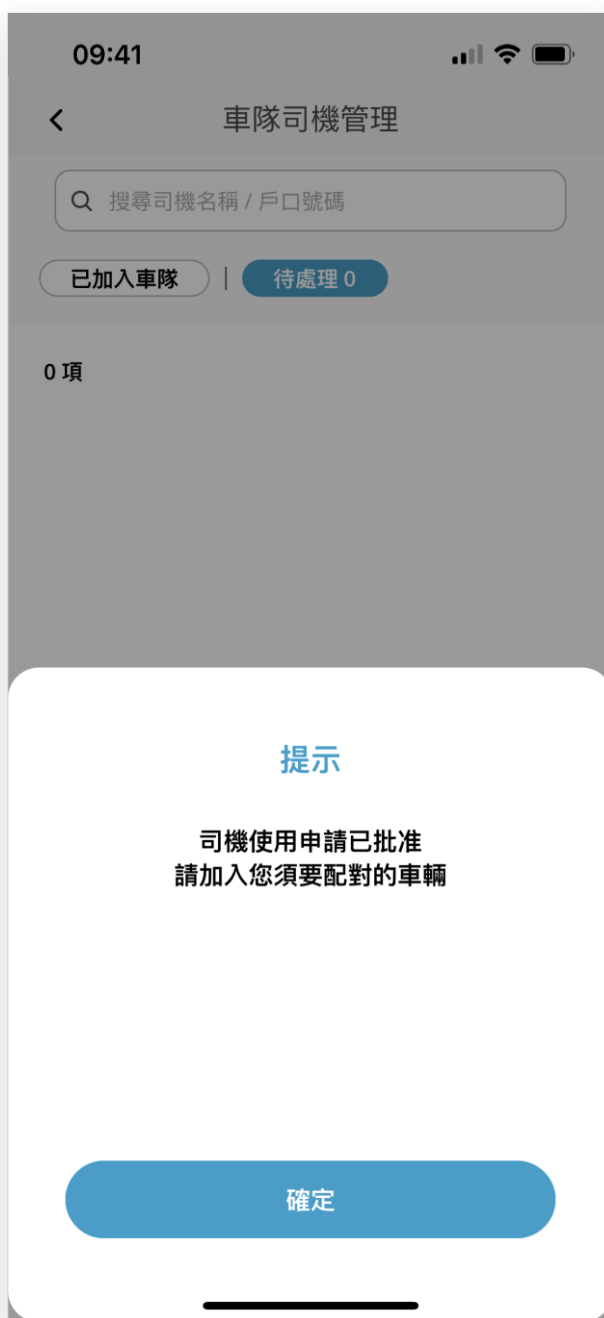 09:41
車隊司機管理
搜尋司機名稱 / 戶口號碼
已加入車隊 | 待處理 0
0 項
提示
司機使用申請已批准
請加入您須要配對的車輛
確定